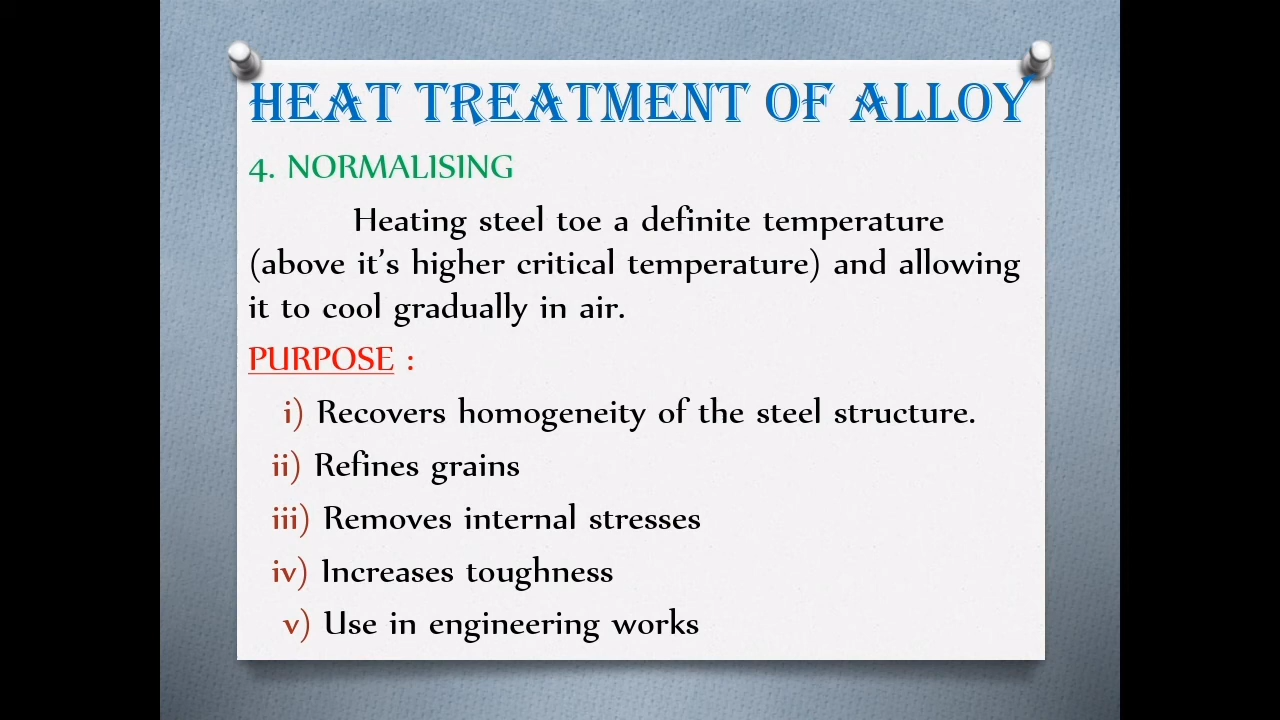 HEAT TREATMENT OF ALLOY
4. NORMALISING
Heating steel toe a definite temperature
(above it's higher critical temperature) and allowing
it to cool gradually in air.
PURPOSE :
i) Recovers homogeneity of the steel structure.
ii) Refines grains
iii) Removes internal stresses
iv) Increases toughness
v) Use in engineering works